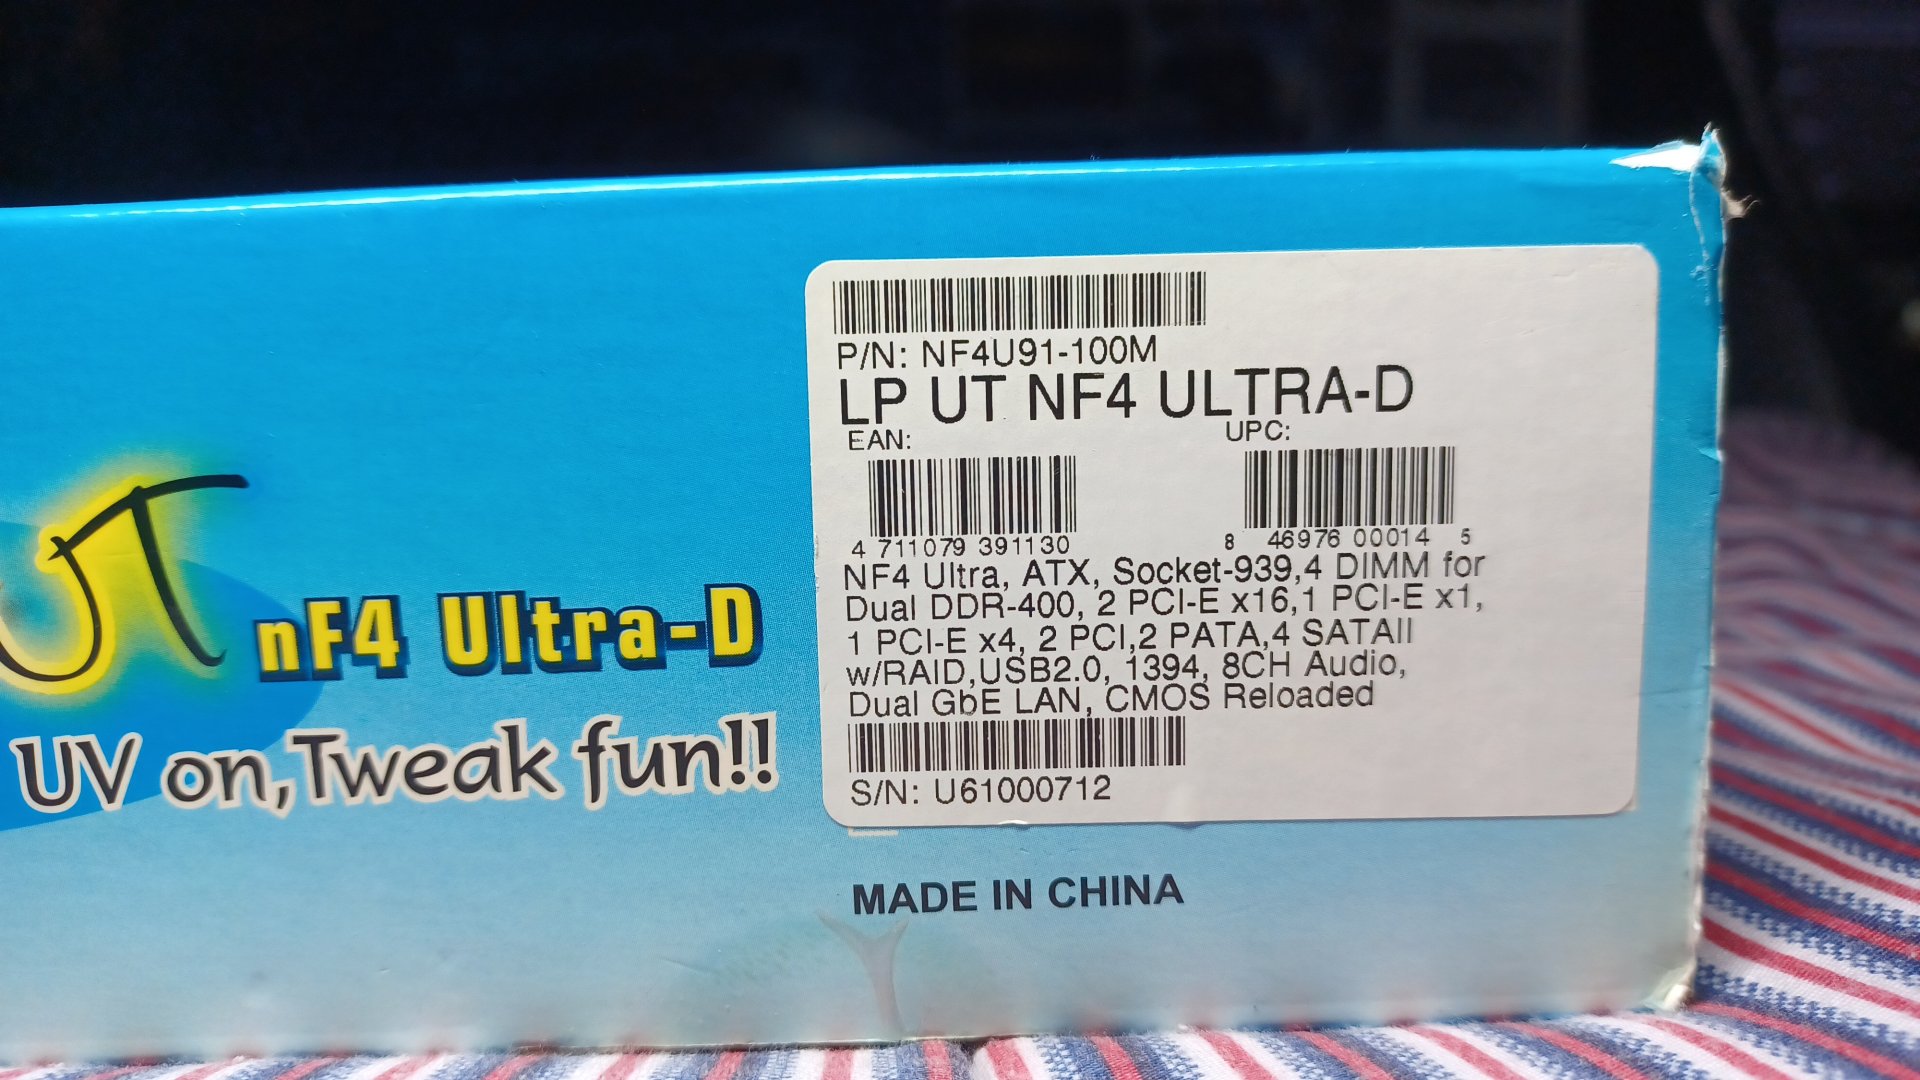 P/N: NF4U91-100M
LP UT NF4 ULTRA-D
EAN: UPC:
4 711079 391130 8 46976 00014 5
NF4 Ultra, ATX, Socket-939,4 DIMM for
Dual DDR-400, 2 PCI-E x16,1 PCI-E x1,
1 PCI-E x4, 2 PCI,2 PATA,4 SATAII
w/RAID,USB2.0, 1394, 8CH Audio,
Dual GbE LAN, CMOS Reloaded
S/N: U61000712
UT nF4 Ultra-D
UV on,Tweak fun!!
MADE IN CHINA